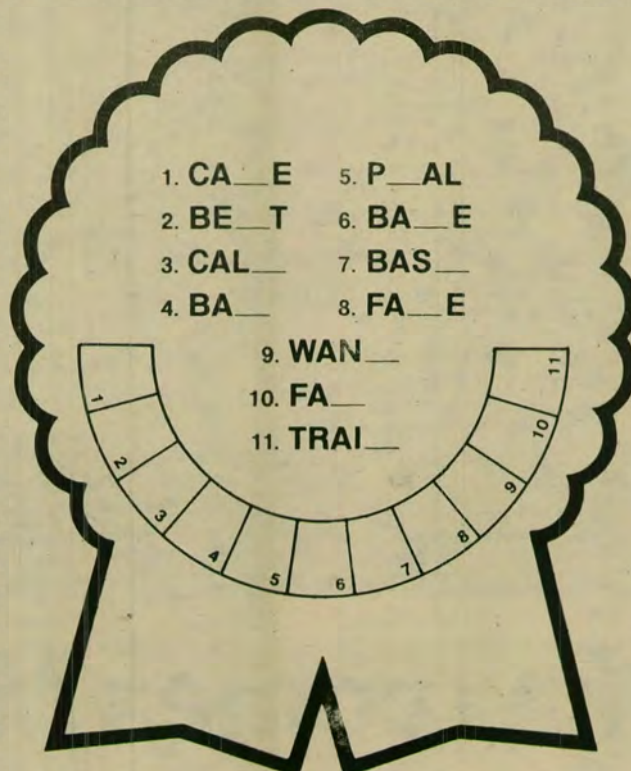 1. CA__E 5. P__AL
2. BE__T 6. BA__E
3. CAL__ 7. BAS__
4. BA__ 8. FA__E
9. WAN__
10. FA__
11. TRAI__
1
2
3
4
5
6
7
8
9
10
11